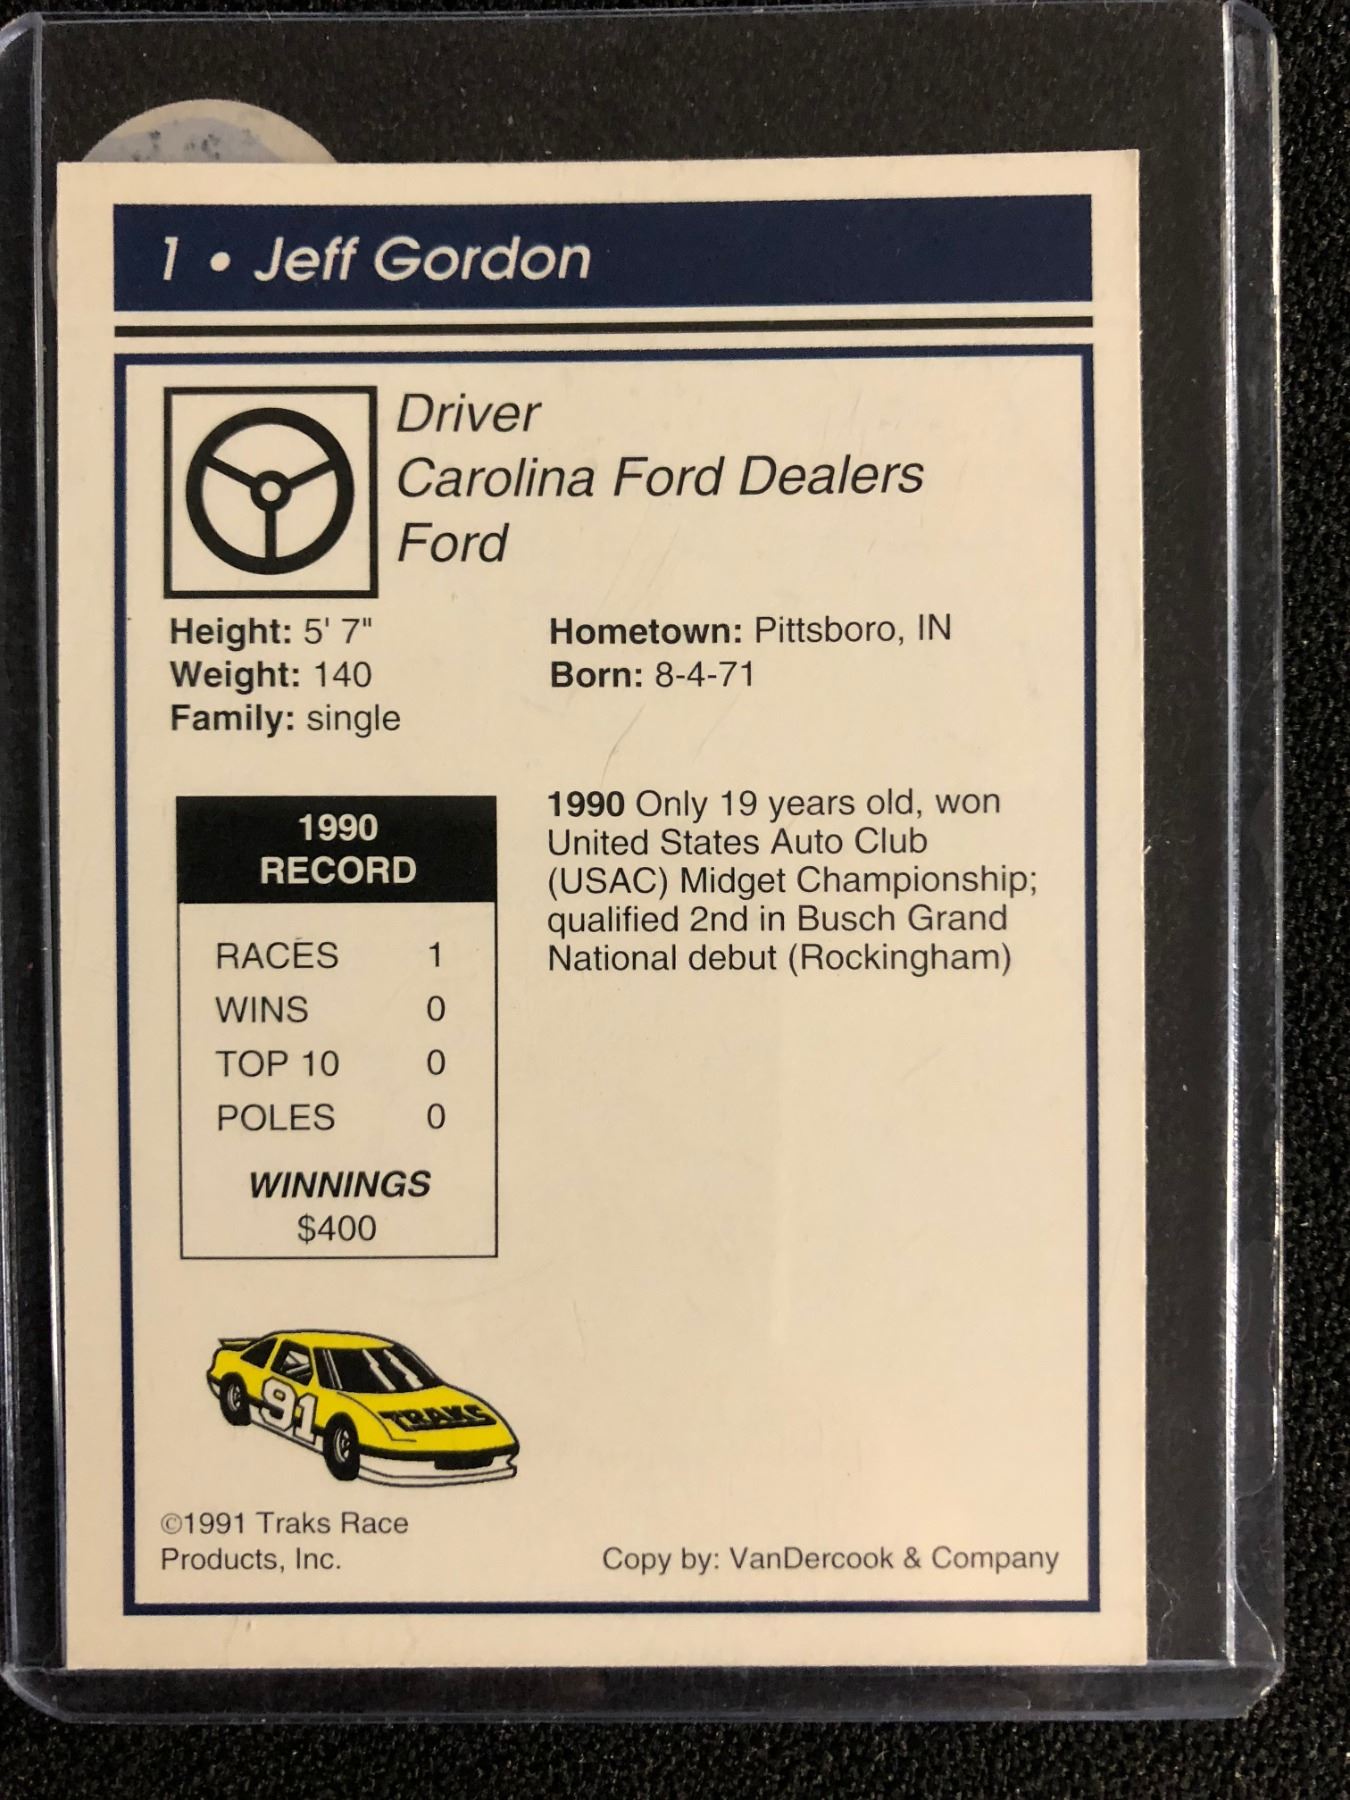 1 • Jeff Gordon
Driver
Carolina Ford Dealers
Ford
Height: 5' 7"
Weight: 140
Family: single
Hometown: Pittsboro, IN
Born: 8-4-71
1990
RECORD
RACES 1
WINS 0
TOP 10 0
POLES 0
WINNINGS
$400
1990 Only 19 years old, won
United States Auto Club
(USAC) Midget Championship;
qualified 2nd in Busch Grand
National debut (Rockingham)
91
TRAKS
©1991 Traks Race
Products, Inc.
Copy by: VanDercook & Company